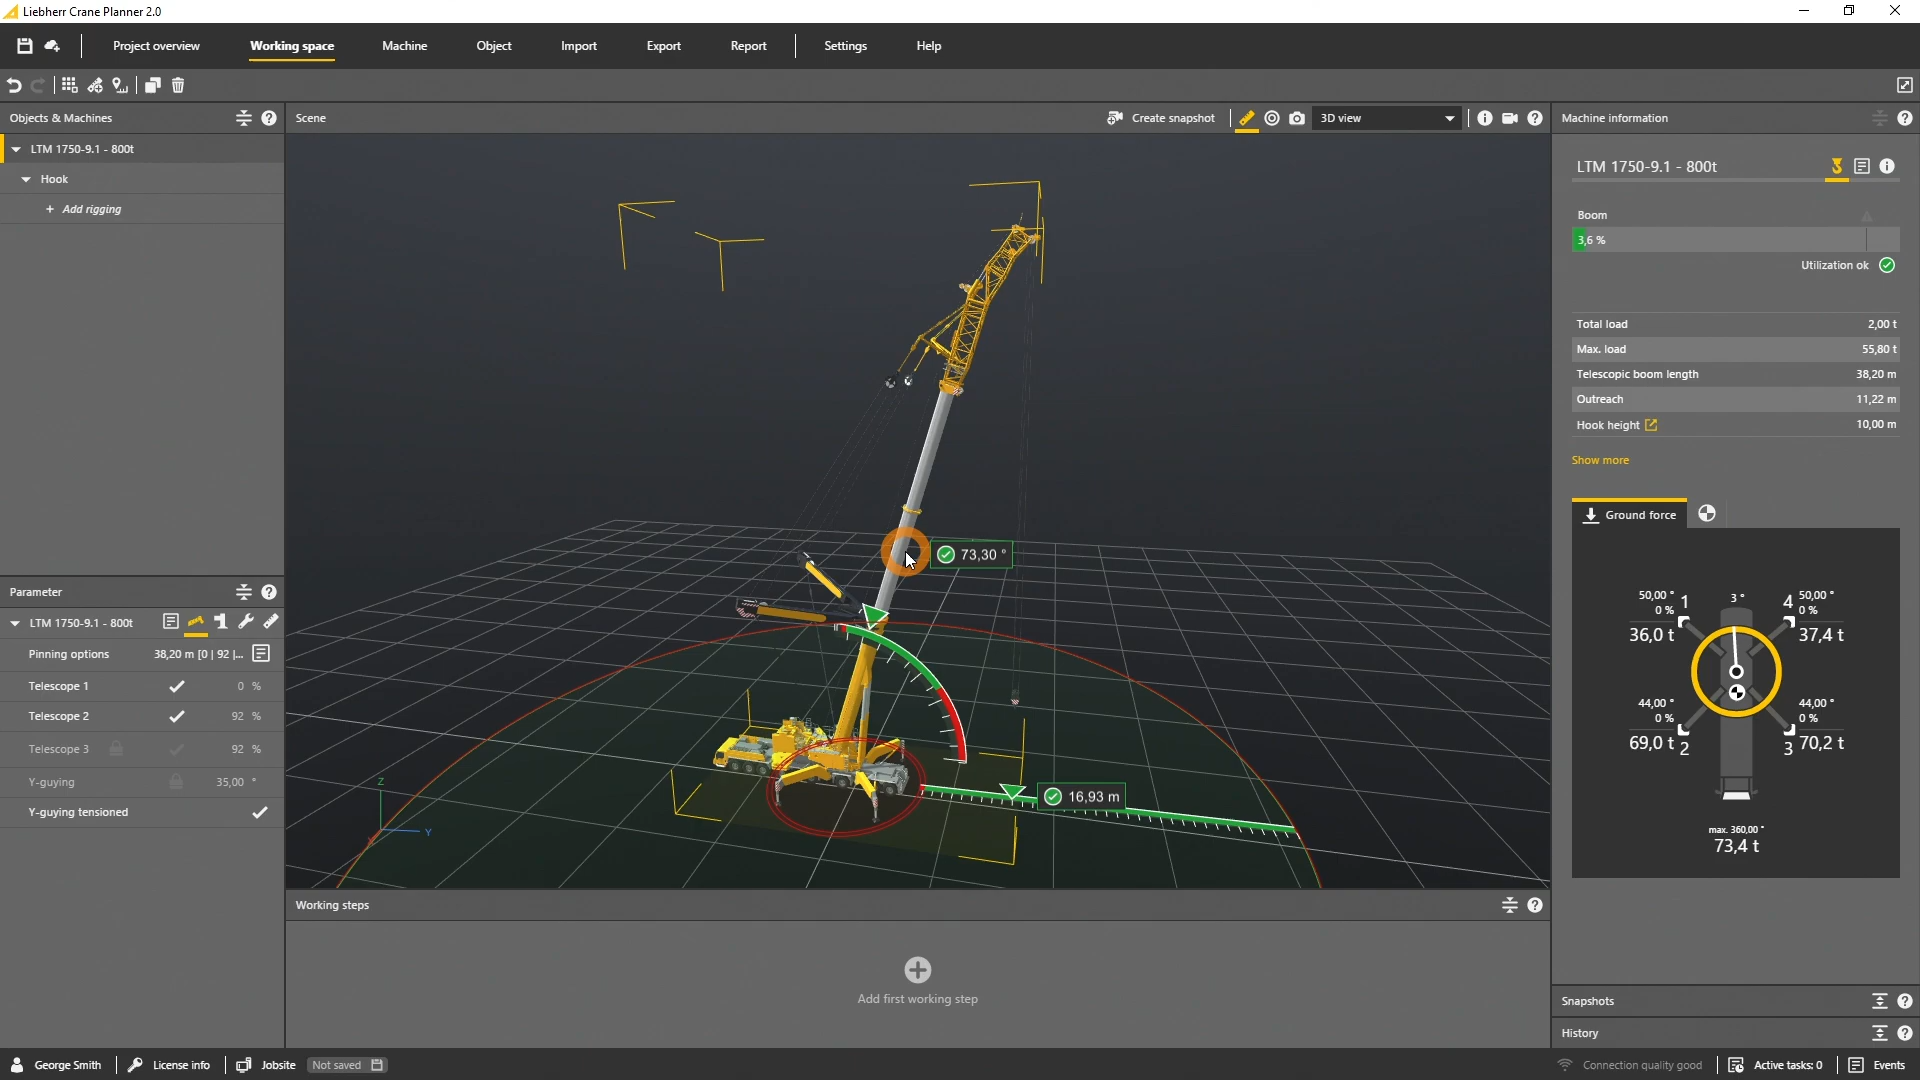 Liebherr Crane Planner 2.0
Project overview
Working space
Machine
Object
Import
Export
Report
Settings
Help
Objects & Machines
LTM 1750-9.1 - 800t
Hook
+ Add rigging
Scene
Create snapshot
3D view
73,30 °
16,93 m
Z
Y
Parameter
LTM 1750-9.1 - 800t
Pinning options 38,20 m [0 | 92 |...
Telescope 1 0 %
Telescope 2 92 %
Telescope 3 92 %
Y-guying 35,00 °
Y-guying tensioned
Working steps
Add first working step
Machine information
LTM 1750-9.1 - 800t
Boom
3,6 %
Utilization ok
Total load 2,00 t
Max. load 55,80 t
Telescopic boom length 38,20 m
Outreach 11,22 m
Hook height 10,00 m
Show more
Ground force
50,00 ° 1 3 ° 4 50,00 °
0 % 0 %
36,0 t 37,4 t
44,00 ° 44,00 °
0 % 0 %
69,0 t 2 3 70,2 t
max. 360,00 °
73,4 t
Snapshots
History
George Smith
License info
Jobsite
Not saved
Connection quality good
Active tasks: 0
Events